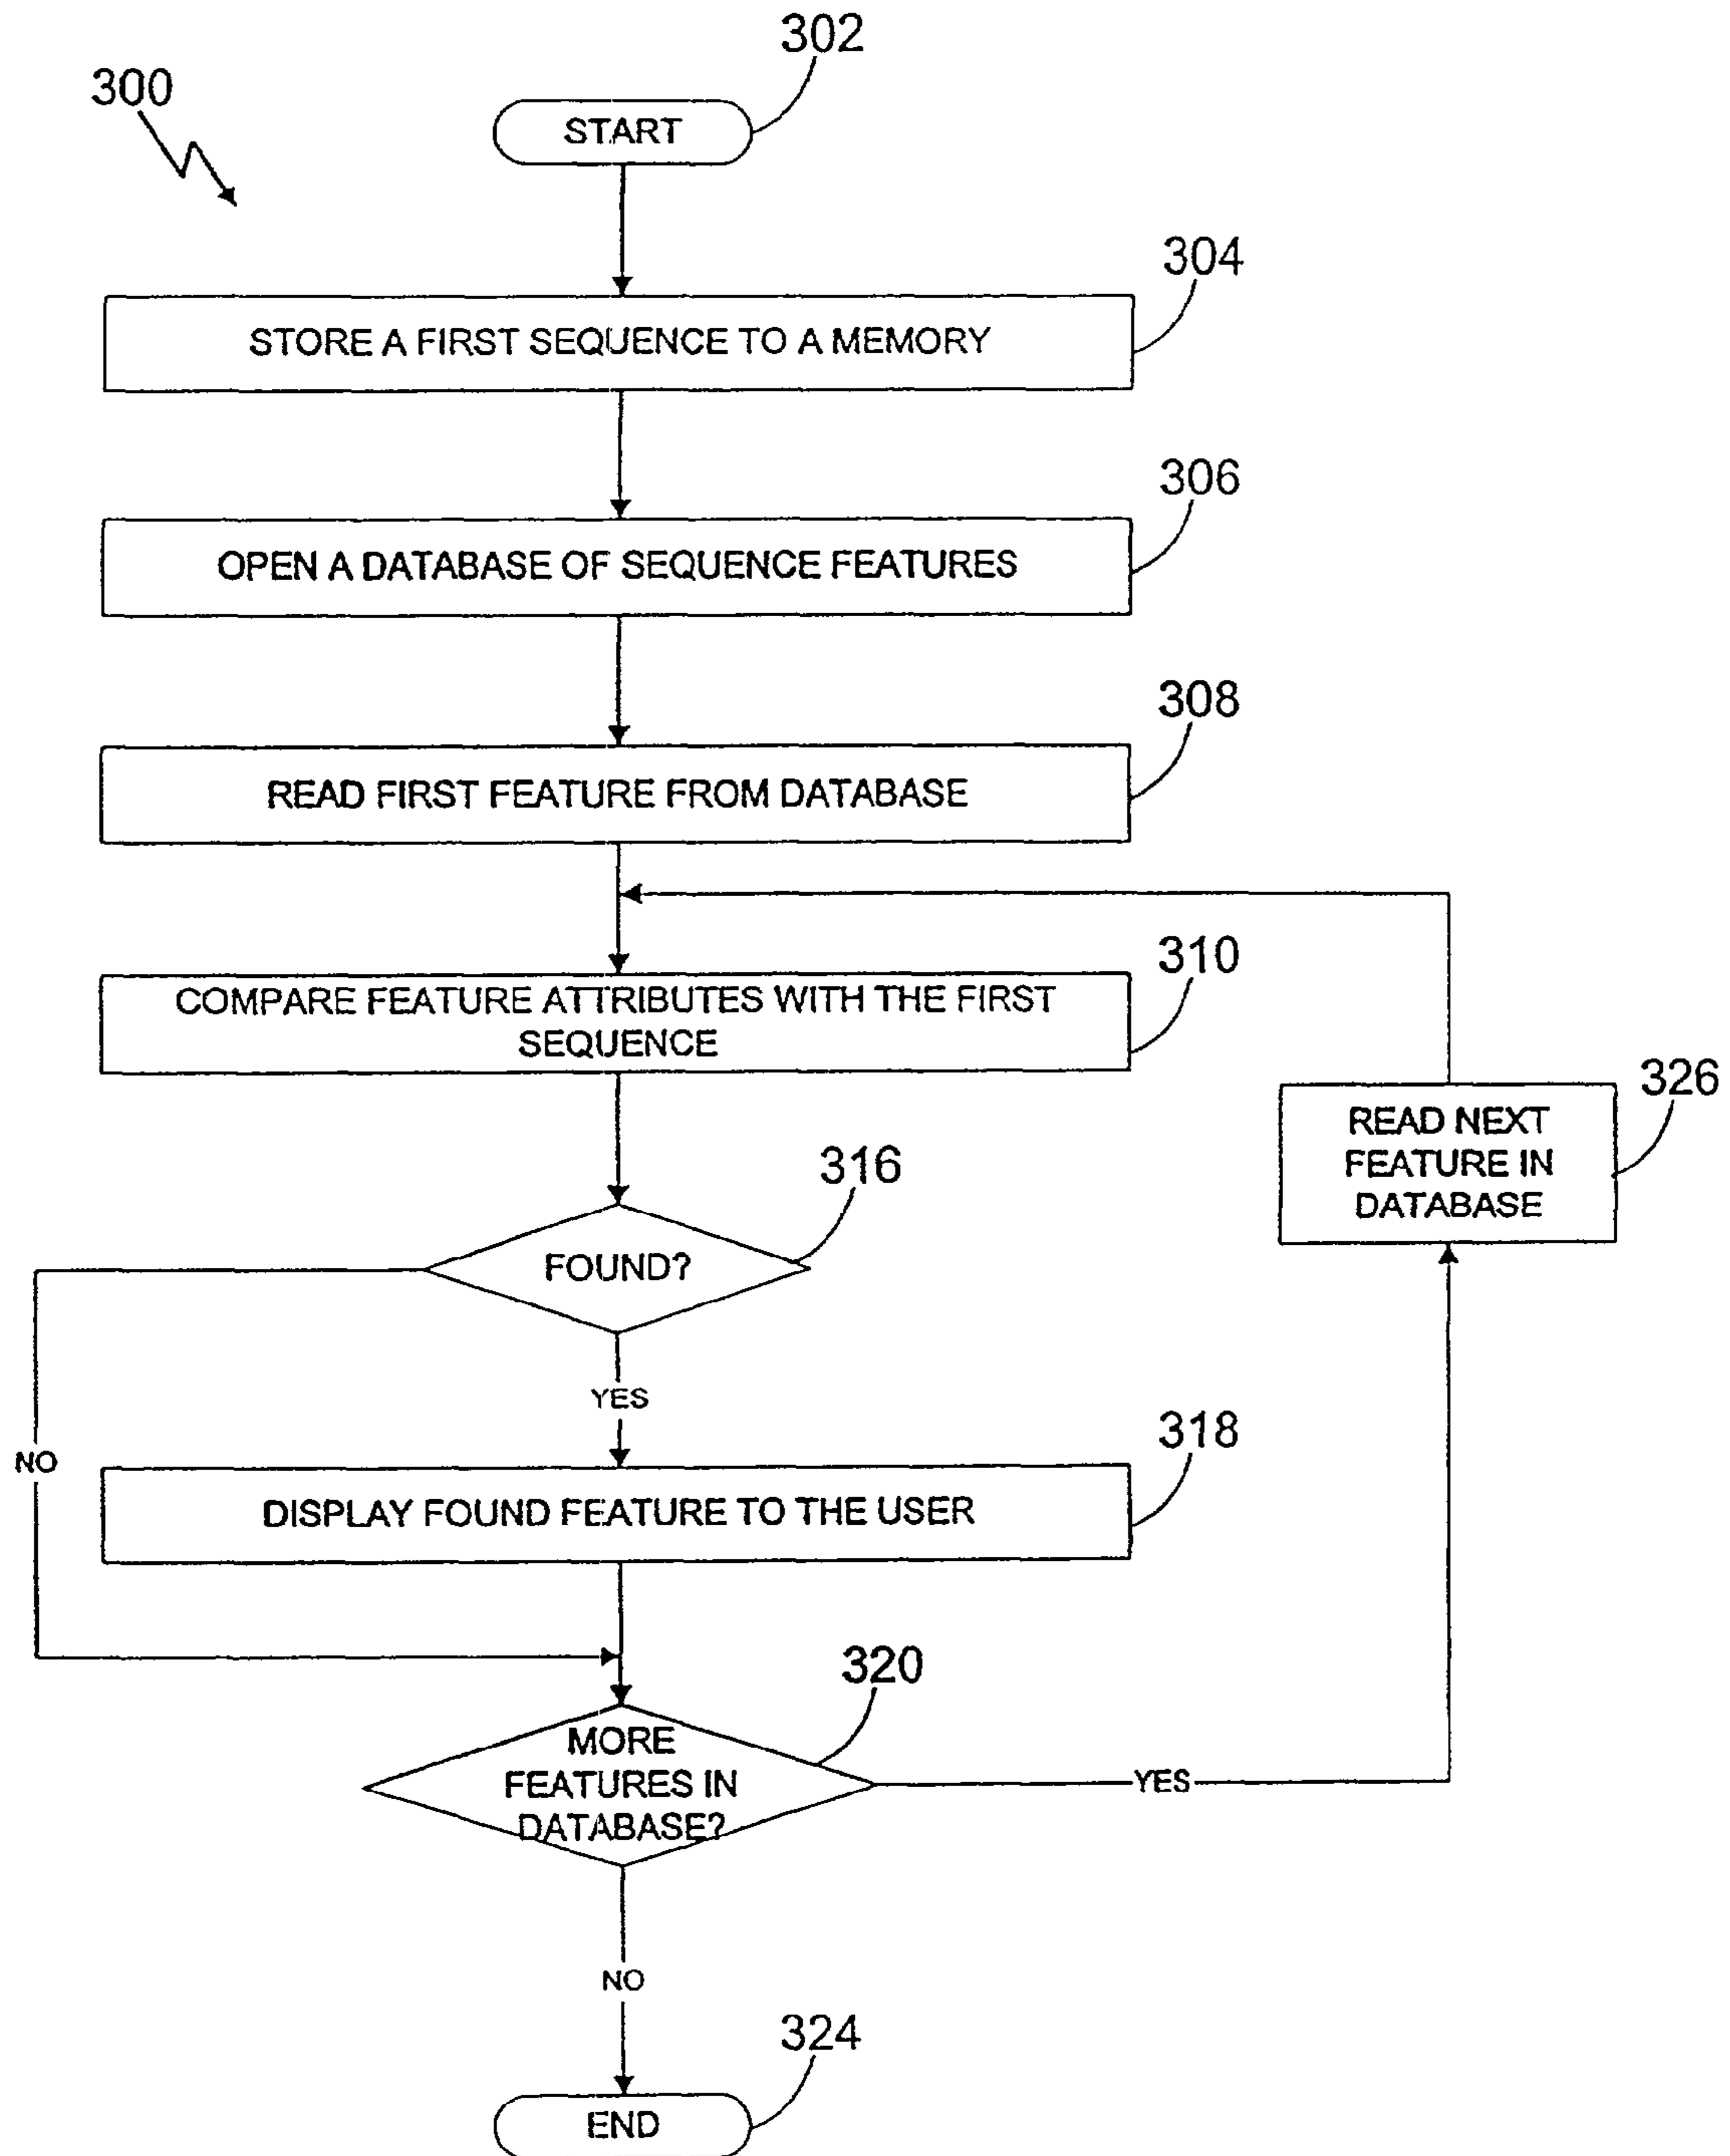 302
300
START
304
STORE A FIRST SEQUENCE TO A MEMORY
306
OPEN A DATABASE OF SEQUENCE FEATURES
308
READ FIRST FEATURE FROM DATABASE
310
COMPARE FEATURE ATTRIBUTES WITH THE FIRST
SEQUENCE
326
READ NEXT
FEATURE IN
DATABASE
316
FOUND?
YES
NO
318
DISPLAY FOUND FEATURE TO THE USER
320
MORE
FEATURES IN
DATABASE?
YES
NO
324
END